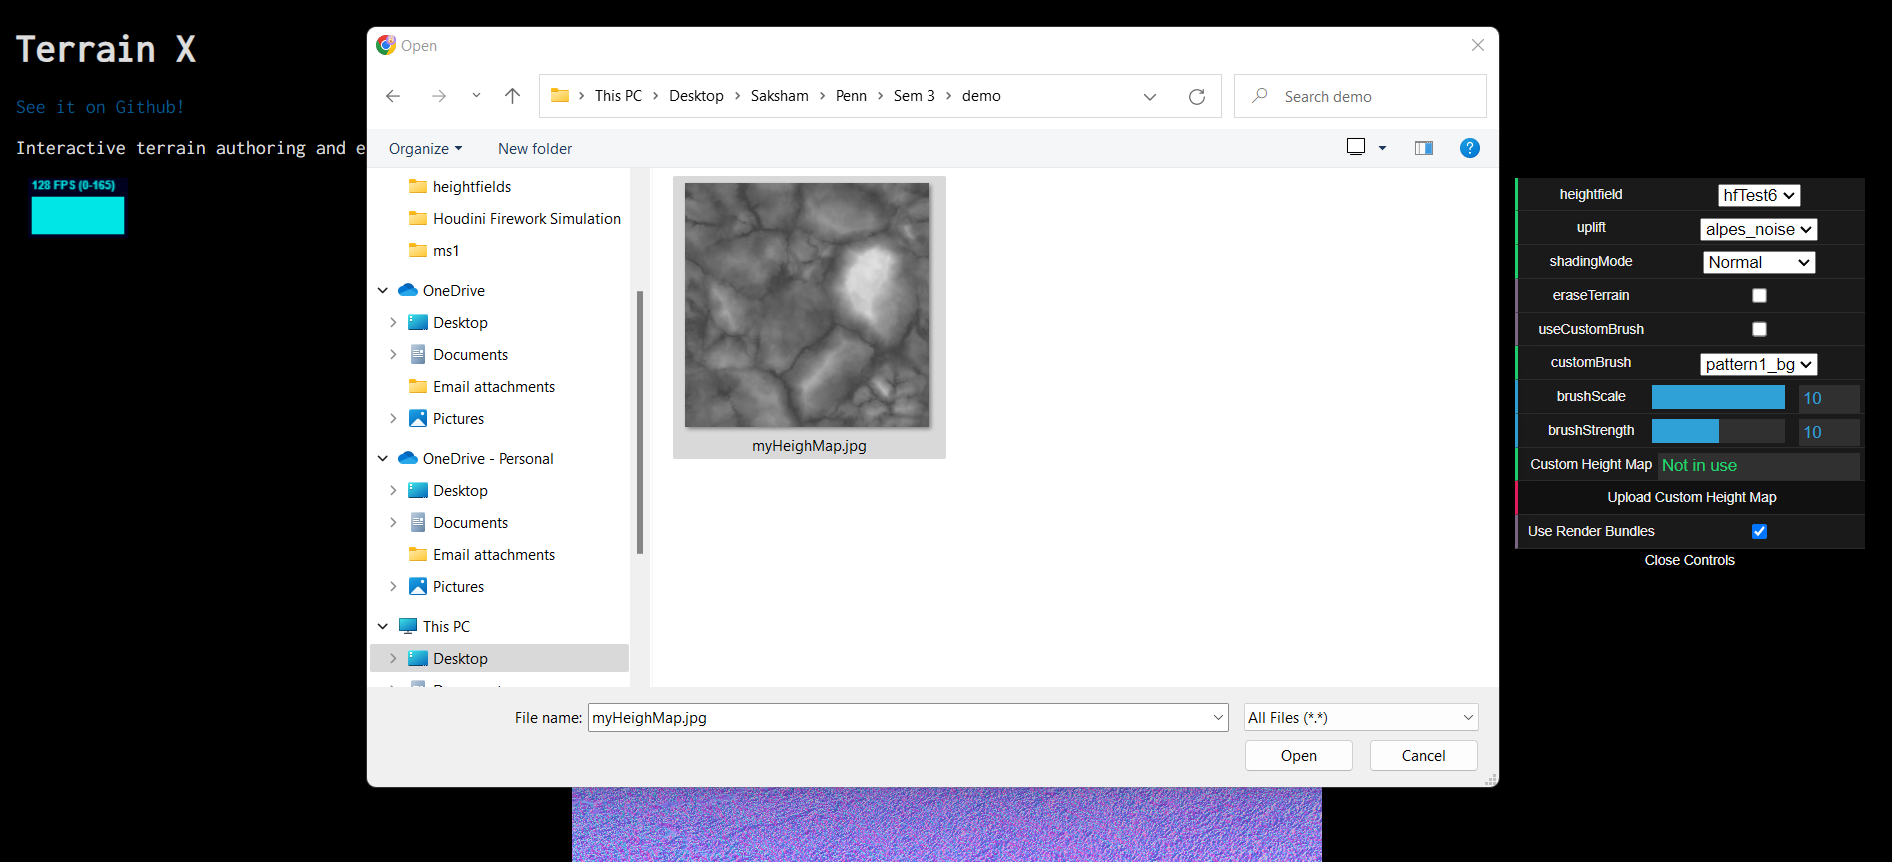 Terrain X
See it on Github!
Interactive terrain authoring and e
128 FPS (0-165)
Open
This PC
Desktop
Saksham
Penn
Sem 3
demo
Search demo
Organize
New folder
heightfields
Houdini Firework Simulation
ms1
OneDrive
Desktop
Documents
Email attachments
Pictures
OneDrive - Personal
Desktop
Documents
Email attachments
Pictures
This PC
Desktop
myHeighMap.jpg
File name: myHeighMap.jpg
All Files (*.*)
Open
Cancel
heightfield hfTest6
uplift alpes_noise
shadingMode Normal
eraseTerrain
useCustomBrush
customBrush pattern1_bg
brushScale 10
brushStrength 10
Custom Height Map Not in use
Upload Custom Height Map
Use Render Bundles
Close Controls